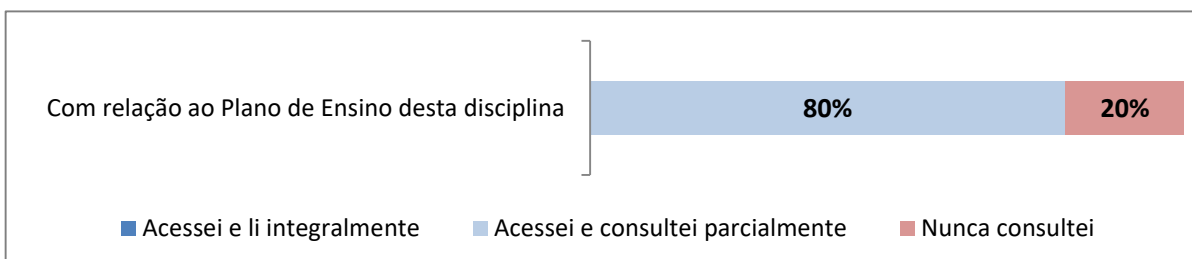 Com relação ao Plano de Ensino desta disciplina
80%
20%
Acessei e li integralmente
Acessei e consultei parcialmente
Nunca consultei